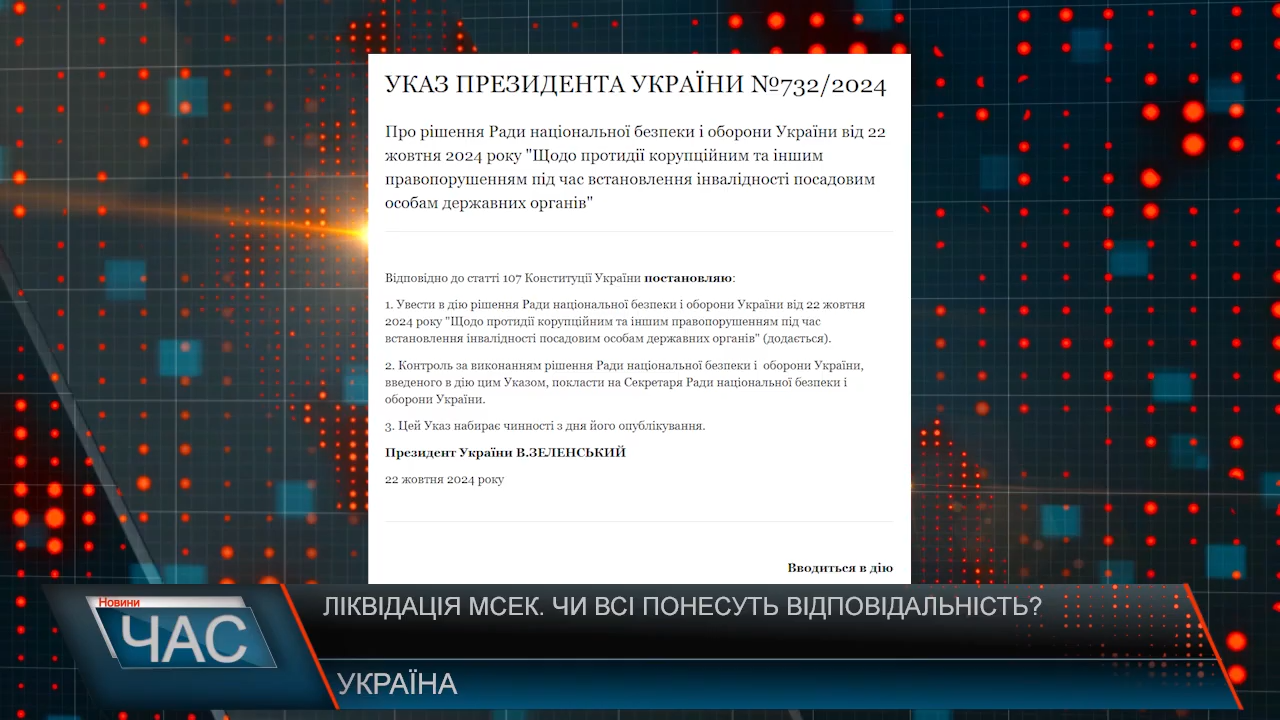 УКАЗ ПРЕЗИДЕНТА УКРАЇНИ №732/2024
Про рішення Ради національної безпеки і оборони України від 22
жовтня 2024 року "Щодо протидії корупційним та іншим
правопорушенням під час встановлення інвалідності посадовим
особам державних органів"
Відповідно до статті 107 Конституції України постановляю:
1. Увести в дію рішення Ради національної безпеки і оборони України від 22 жовтня
2024 року "Щодо протидії корупційним та іншим правопорушенням під час
встановлення інвалідності посадовим особам державних органів" (додається).
2. Контроль за виконанням рішення Ради національної безпеки і оборони України,
введеного в дію цим Указом, покласти на Секретаря Ради національної безпеки і
оборони України.
3. Цей Указ набирає чинності з дня його опублікування.
Президент України В.ЗЕЛЕНСЬКИЙ
22 жовтня 2024 року
Вводиться в дію
Новини
ЧАС
ЛІКВІДАЦІЯ МСЕК. ЧИ ВСІ ПОНЕСУТЬ ВІДПОВІДАЛЬНІСТЬ?
УКРАЇНА